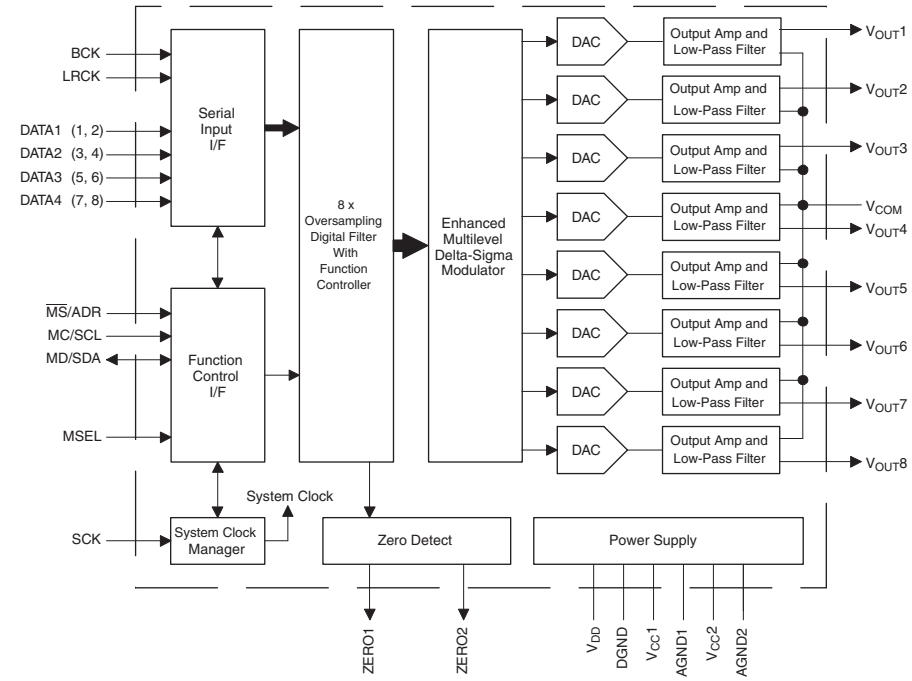 BCK
LRCK
DATA1 (1, 2)
DATA2 (3, 4)
DATA3 (5, 6)
DATA4 (7, 8)
M̅S̅/ADR
MC/SCL
MD/SDA
MSEL
SCK
Serial
Input
I/F
Function
Control
I/F
System Clock
Manager
System Clock
8 x
Oversampling
Digital Filter
With
Function
Controller
Enhanced
Multilevel
Delta-Sigma
Modulator
DAC
DAC
DAC
DAC
DAC
DAC
DAC
DAC
Output Amp and
Low-Pass Filter
Output Amp and
Low-Pass Filter
Output Amp and
Low-Pass Filter
Output Amp and
Low-Pass Filter
Output Amp and
Low-Pass Filter
Output Amp and
Low-Pass Filter
Output Amp and
Low-Pass Filter
Output Amp and
Low-Pass Filter
VOUT1
VOUT2
VOUT3
VCOM
VOUT4
VOUT5
VOUT6
VOUT7
VOUT8
Zero Detect
Power Supply
ZERO1
ZERO2
VDD
DGND
VCC1
AGND1
VCC2
AGND2